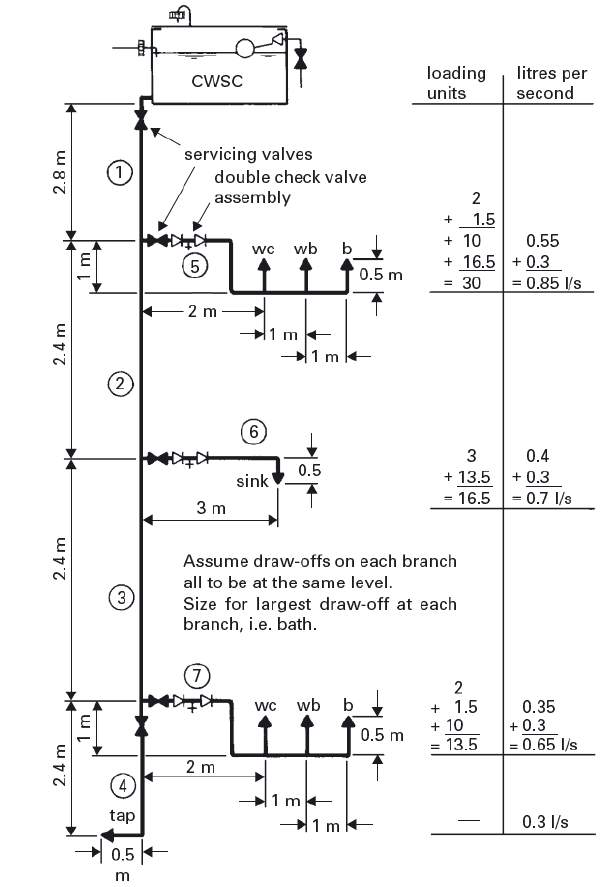 CWSC
loading units
litres per second
2.8 m
1
servicing valves
double check valve
assembly
2
+ 1.5
+ 10 0.55
+ 16.5 + 0.3
= 30 = 0.85 l/s
5
wc wb b
1 m
0.5 m
2 m
1 m
1 m
2.4 m
2
6
3 0.4
+ 13.5 + 0.3
= 16.5 = 0.7 l/s
sink
0.5
3 m
2.4 m
Assume draw-offs on each branch
all to be at the same level.
Size for largest draw-off at each
branch, i.e. bath.
3
7
2
+ 1.5 0.35
+ 10 + 0.3
= 13.5 = 0.65 l/s
wc wb b
1 m
0.5 m
2 m
1 m
1 m
2.4 m
4
tap
— 0.3 l/s
0.5
m